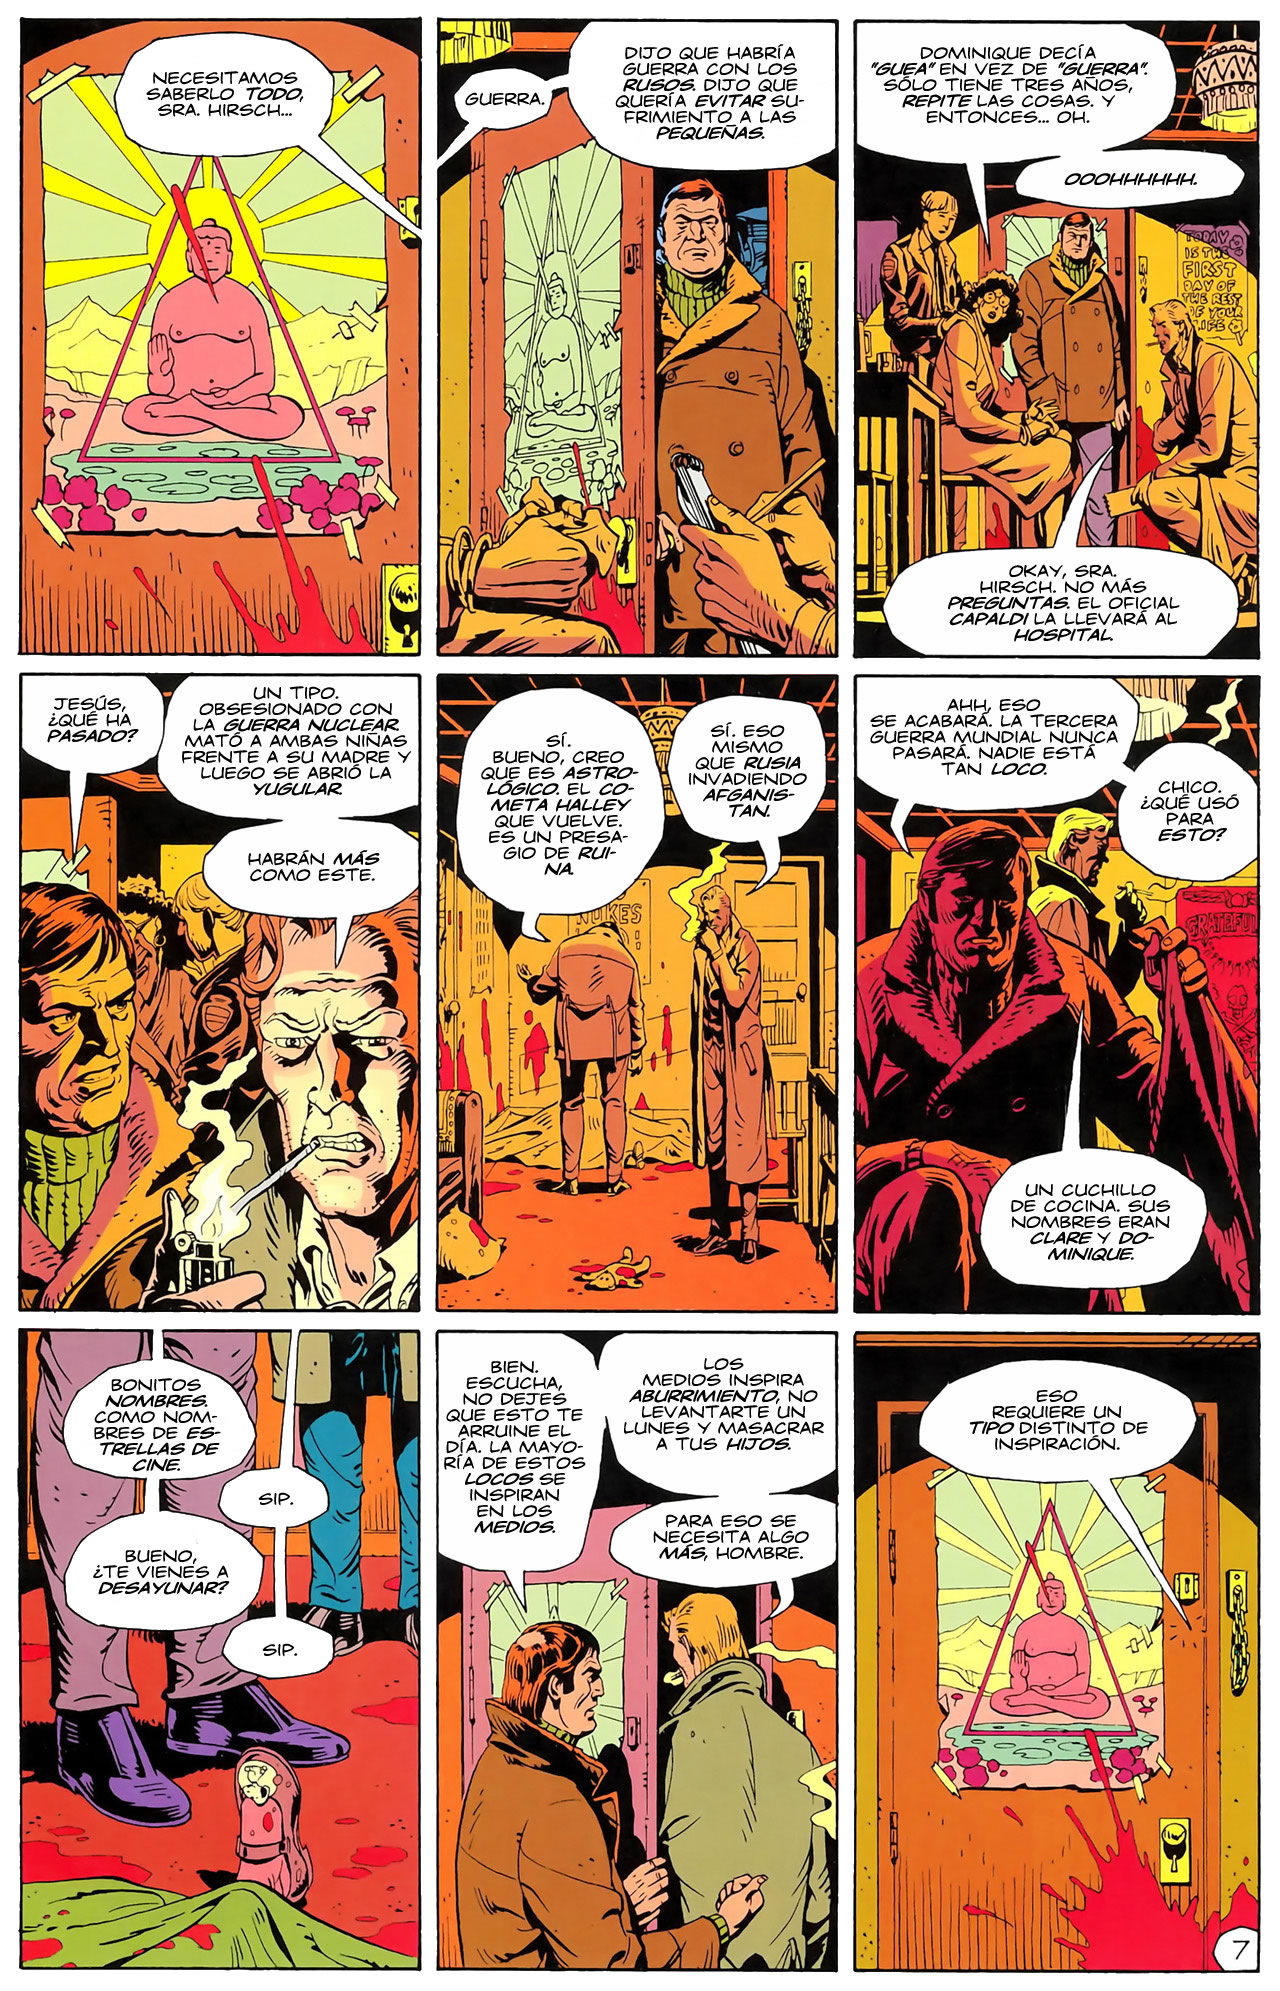 NECESITAMOS
SABERLO TODO,
SRA. HIRSCH...
GUERRA.
DIJO QUE HABRÍA
GUERRA CON LOS
RUSOS. DIJO QUE
QUERÍA EVITAR SU-
FRIMIENTO A LAS
PEQUEÑAS.
DOMINIQUE DECÍA
"GUEA" EN VEZ DE "GUERRA".
SÓLO TIENE TRES AÑOS,
REPITE LAS COSAS. Y
ENTONCES... OH.
OOOHHHHHH.
TODAY
IS THE
FIRST
DAY OF
THE REST
OF YOUR
LIFE
OKAY, SRA.
HIRSCH. NO MÁS
PREGUNTAS. EL OFICIAL
CAPALDI LA LLEVARÁ AL
HOSPITAL.
JESÚS,
¿QUÉ HA
PASADO?
UN TIPO.
OBSESIONADO CON
LA GUERRA NUCLEAR.
MATÓ A AMBAS NIÑAS
FRENTE A SU MADRE Y
LUEGO SE ABRIÓ LA
YUGULAR.
HABRÁN MÁS
COMO ESTE.
SÍ.
BUENO, CREO
QUE ES ASTRO-
LÓGICO. EL CO-
META HALLEY
QUE VUELVE.
ES UN PRESA-
GIO DE RUI-
NA.
SÍ. ESO
MISMO
QUE RUSIA
INVADIENDO
AFGANIS-
TAN.
NUKES
AHH, ESO
SE ACABARÁ. LA TERCERA
GUERRA MUNDIAL NUNCA
PASARÁ. NADIE ESTÁ
TAN LOCO.
CHICO.
¿QUÉ USÓ
PARA
ESTO?
GRATEFUL
UN CUCHILLO
DE COCINA. SUS
NOMBRES ERAN
CLARE Y DO-
MINIQUE.
BONITOS
NOMBRES.
COMO NOM-
BRES DE ES-
TRELLAS DE
CINE.
SIP.
BUENO,
¿TE VIENES A
DESAYUNAR?
SIP.
BIEN.
ESCUCHA,
NO DEJES
QUE ESTO TE
ARRUINE EL
DÍA. LA MAYO-
RÍA DE ESTOS
LOCOS SE
INSPIRAN
EN LOS
MEDIOS.
LOS
MEDIOS INSPIRA
ABURRIMIENTO, NO
LEVANTARTE UN
LUNES Y MASACRAR
A TUS HIJOS.
PARA ESO SE
NECESITA ALGO
MÁS, HOMBRE.
ESO
REQUIERE UN
TIPO DISTINTO DE
INSPIRACIÓN.
7